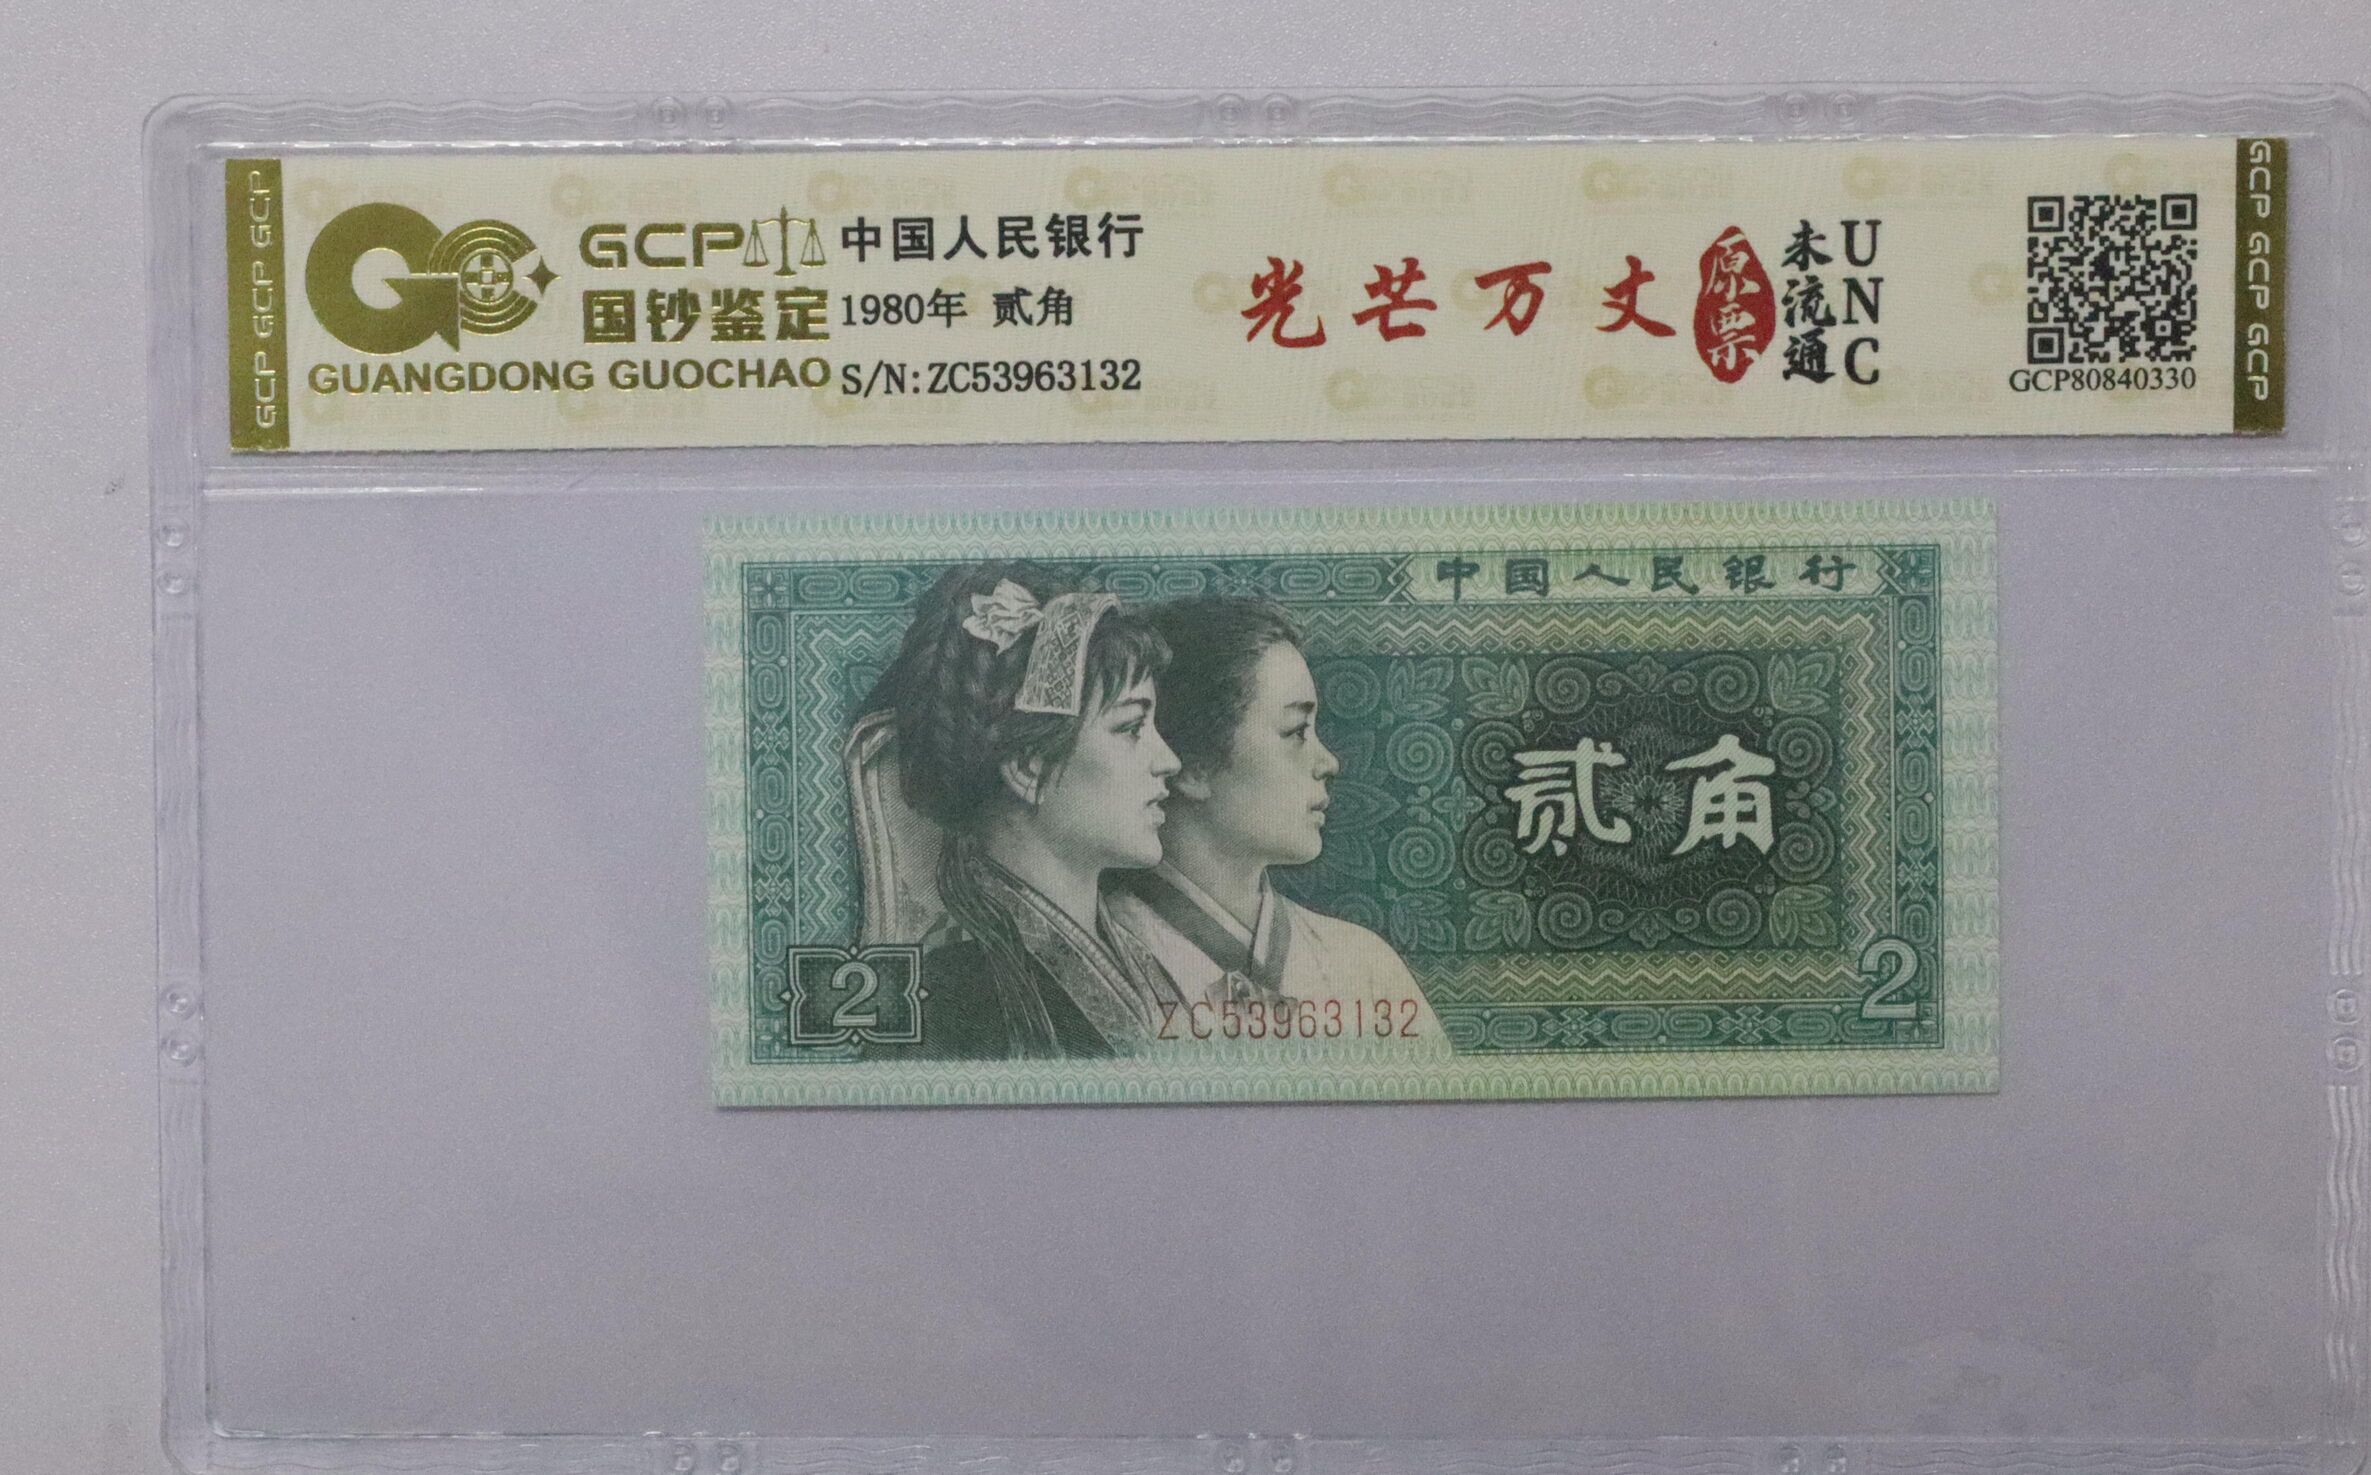 GCP GCP GCP
GCP
国钞鉴定
GUANGDONG GUOCHAO
中国人民银行
1980年 贰角
S/N:ZC53963132
光芒万丈
原票
未流通
UNC
GCP80840330
GCP GCP GCP
中国人民银行
贰角
2
ZC53963132
2